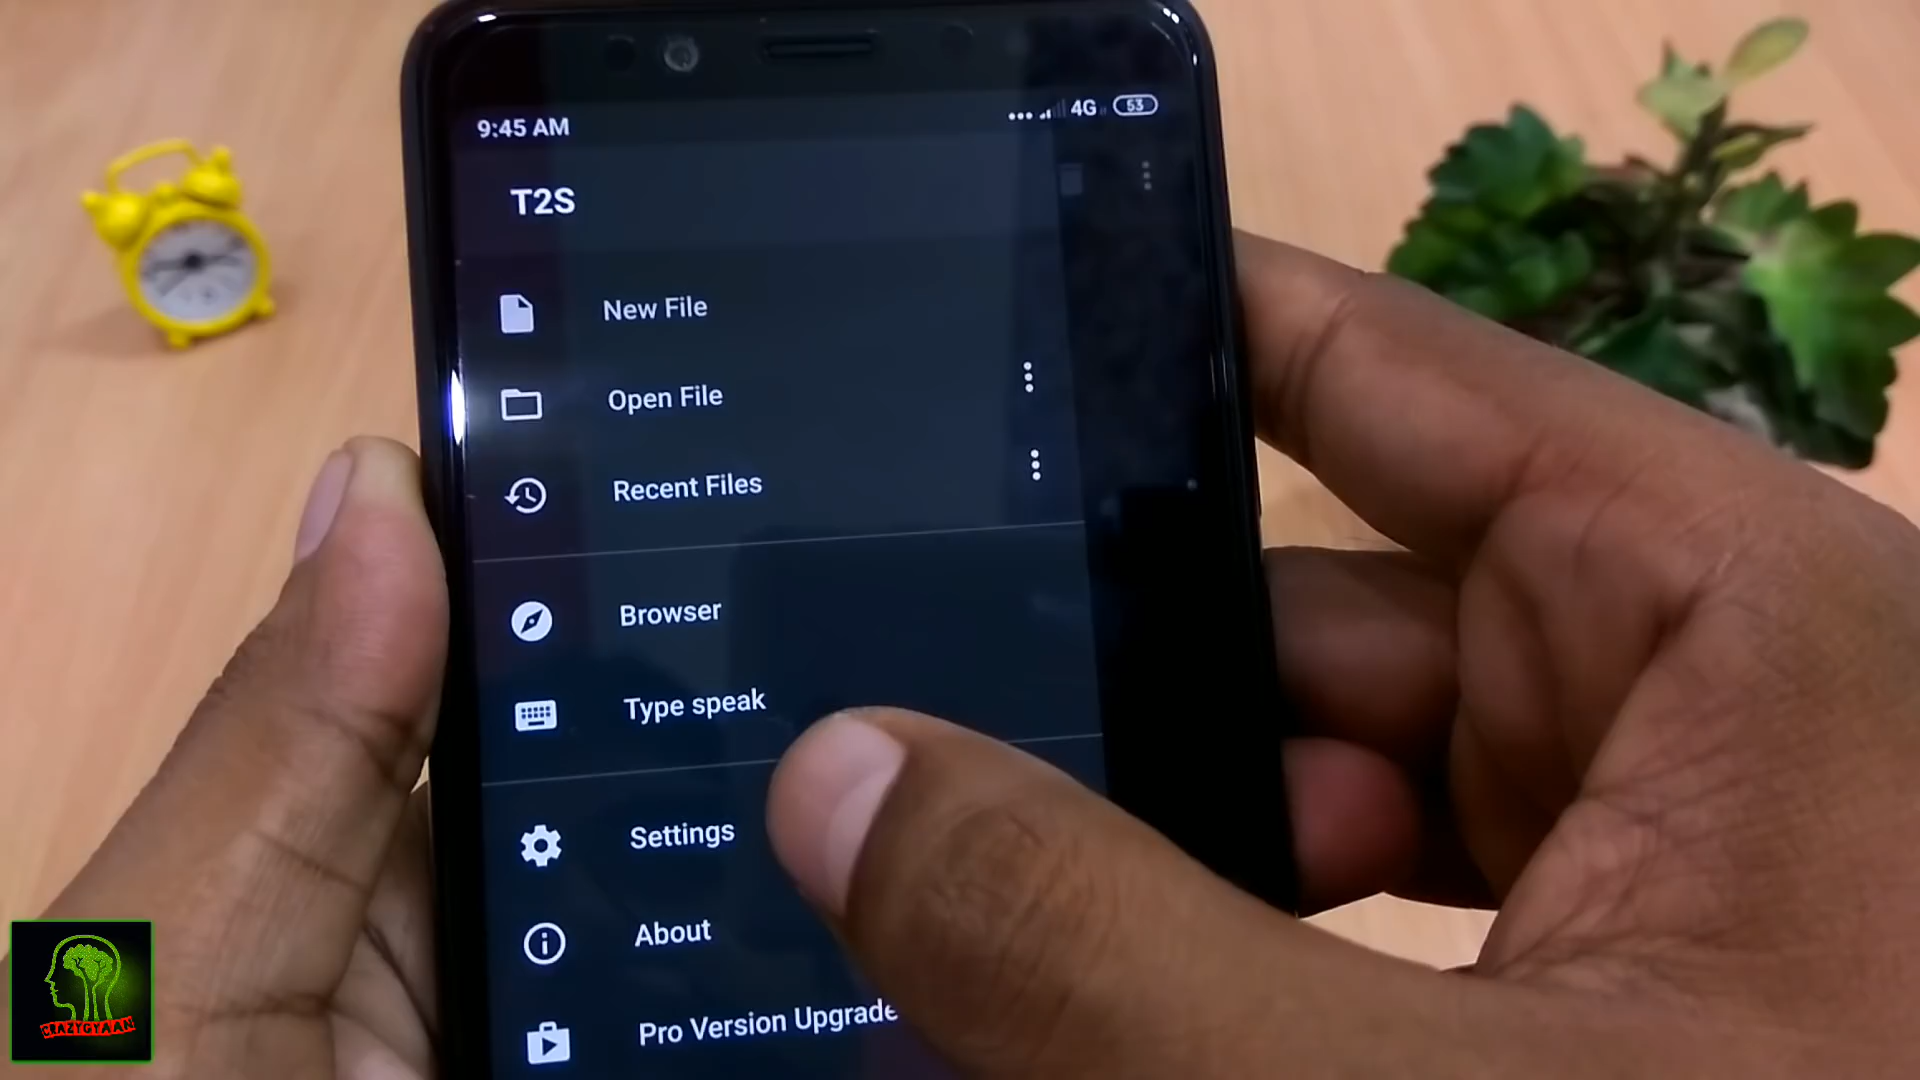 9:45 AM
4G
53
T2S
New File
Open File
Recent Files
Browser
Type speak
Settings
About
Pro Version Upgrade
CRAZYGYAAN